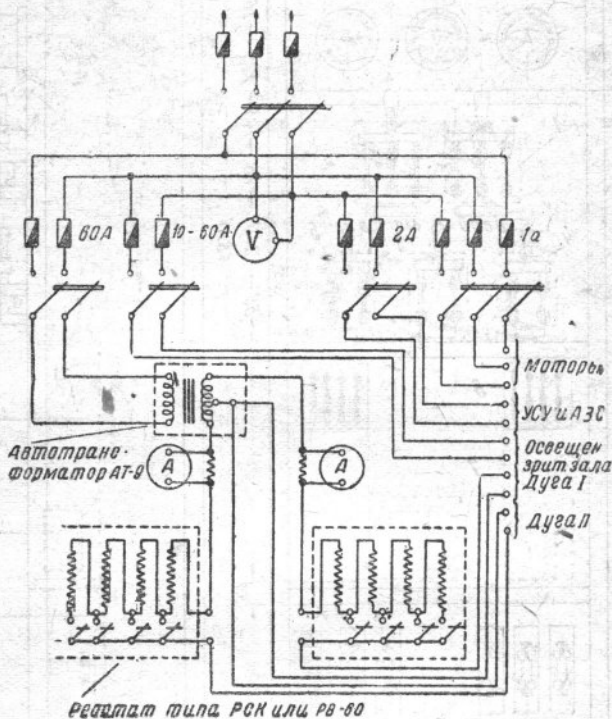 60А
10-60А
V
2А
1а
Моторы
УСУ и АЗС
Автотранс-
форматор АТ-9
А
А
Освещен
зрит зала
Дуга I
Дуга II
Реостат типа РСК или РВ-60